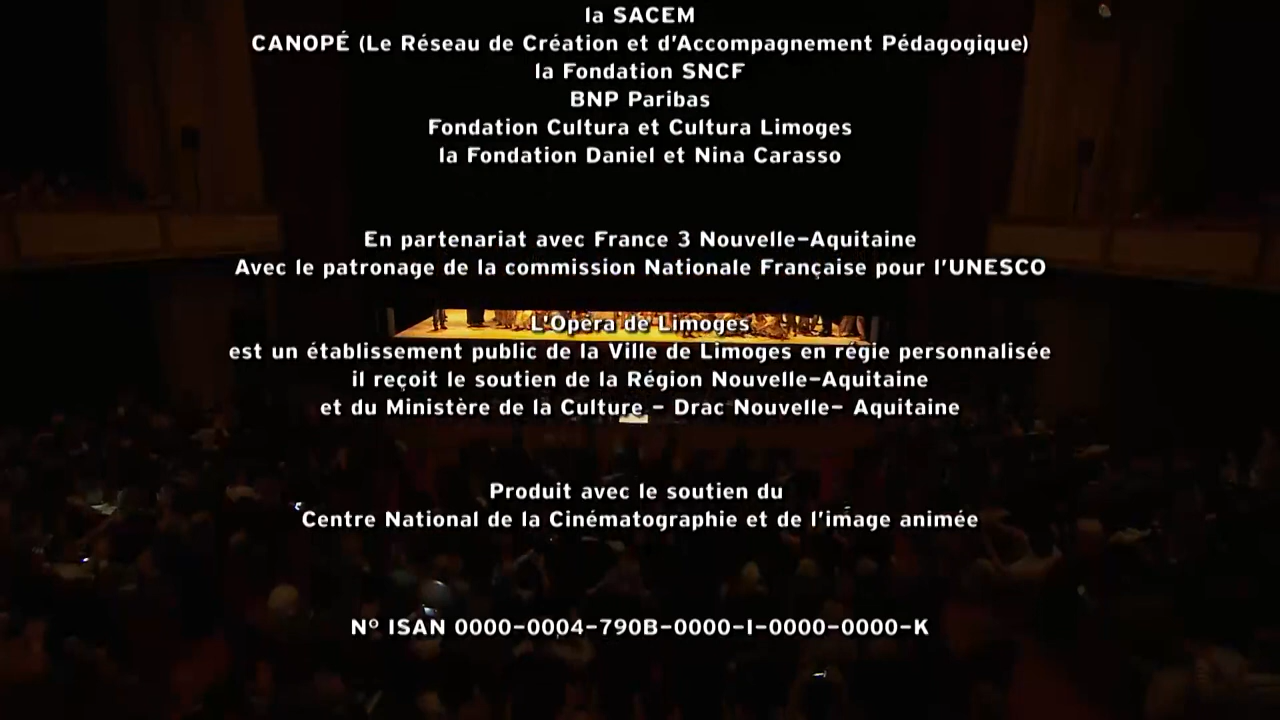 la SACEM
CANOPÉ (Le Réseau de Création et d'Accompagnement Pédagogique)
la Fondation SNCF
BNP Paribas
Fondation Cultura et Cultura Limoges
la Fondation Daniel et Nina Carasso
En partenariat avec France 3 Nouvelle-Aquitaine
Avec le patronage de la commission Nationale Française pour l'UNESCO
L'Opéra de Limoges
est un établissement public de la Ville de Limoges en régie personnalisée
il reçoit le soutien de la Région Nouvelle-Aquitaine
et du Ministère de la Culture - Drac Nouvelle- Aquitaine
Produit avec le soutien du
Centre National de la Cinématographie et de l'image animée
Nº ISAN 0000-0004-790B-0000-I-0000-0000-K